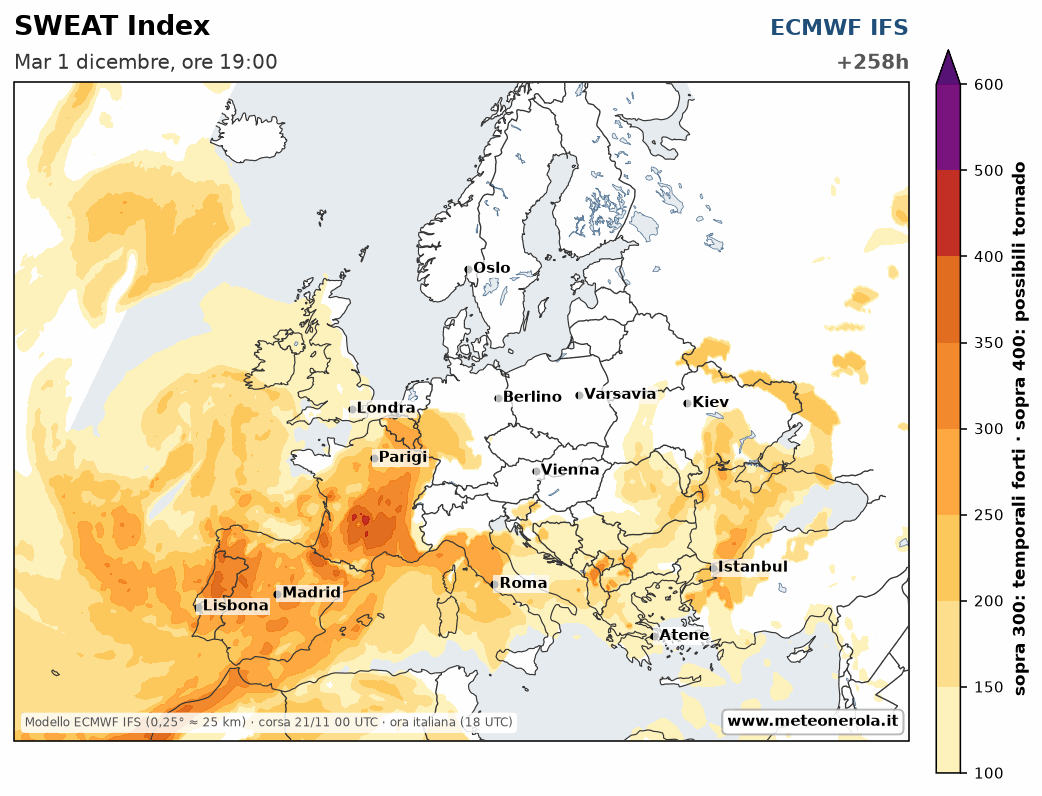 SWEAT Index
ECMWF IFS
Mar 1 dicembre, ore 19:00
+258h
600
500
400
350
300
250
200
150
100
sopra 300: temporali forti · sopra 400: possibili tornado
Oslo
Londra
Berlino
Varsavia
Kiev
Parigi
Vienna
Istanbul
Roma
Madrid
Lisbona
Atene
Modello ECMWF IFS (0,25° ≈ 25 km) · corsa 21/11 00 UTC · ora italiana (18 UTC)
www.meteonerola.it